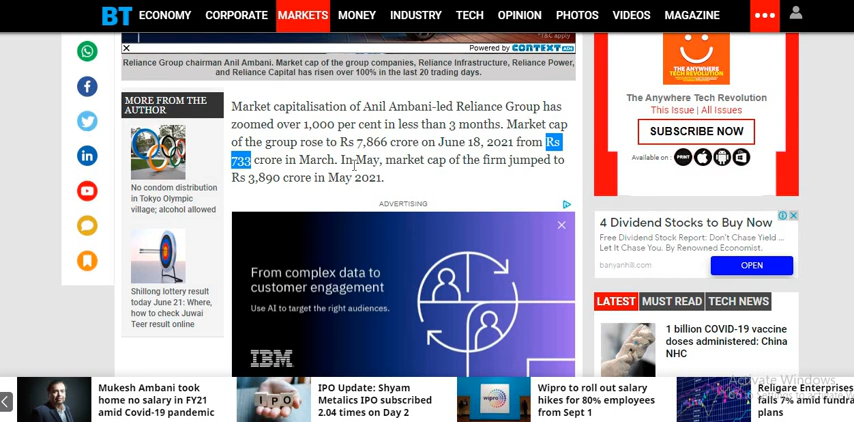 BT ECONOMY CORPORATE MARKETS MONEY INDUSTRY TECH OPINION PHOTOS VIDEOS MAGAZINE
*T&C apply
Powered by CONTEXT ADS
Reliance Group chairman Anil Ambani. Market cap of the group companies, Reliance Infrastructure, Reliance Power,
and Reliance Capital has risen over 100% in the last 20 trading days.
MORE FROM THE
AUTHOR
No condom distribution
in Tokyo Olympic
village; alcohol allowed
Shillong lottery result
today June 21: Where,
how to check Juwai
Teer result online
Market capitalisation of Anil Ambani-led Reliance Group has
zoomed over 1,000 per cent in less than 3 months. Market cap
of the group rose to Rs 7,866 crore on June 18, 2021 from Rs
733 crore in March. In May, market cap of the firm jumped to
Rs 3,890 crore in May 2021.
ADVERTISING
From complex data to
customer engagement
Use AI to target the right audiences.
IBM
THE ANYWHERE
TECH REVOLUTION
The Anywhere Tech Revolution
This Issue | All Issues
SUBSCRIBE NOW
Available on : PRINT
4 Dividend Stocks to Buy Now
Free Dividend Stock Report: Don't Chase Yield ...
Let It Chase You. By Renowned Economist.
banyanhill.com OPEN
LATEST MUST READ TECH NEWS
1 billion COVID-19 vaccine
doses administered: China
NHC
Mukesh Ambani took
home no salary in FY21
amid Covid-19 pandemic
IPO
IPO Update: Shyam
Metalics IPO subscribed
2.04 times on Day 2
wipro
Wipro to roll out salary
hikes for 80% employees
from Sept 1
Religare Enterprises
falls 7% amid fundra
plans
Activate Windows